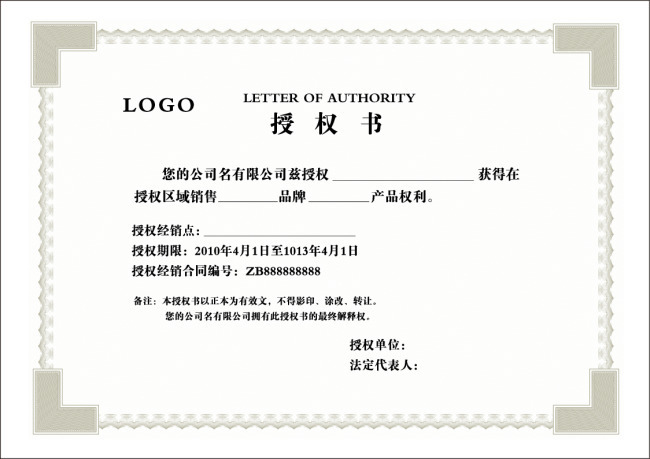 LOGO
LETTER OF AUTHORITY
授 权 书
您的公司名有限公司兹授权 ____________________ 获得在
授权区域销售_________品牌 _________产品权利。
授权经销点：______________________
授权期限：2010年4月1日至1013年4月1日
授权经销合同编号：ZB888888888
备注：本授权书以正本为有效文，不得影印、涂改、转让。
您的公司名有限公司拥有此授权书的最终解释权。
授权单位：
法定代表人：